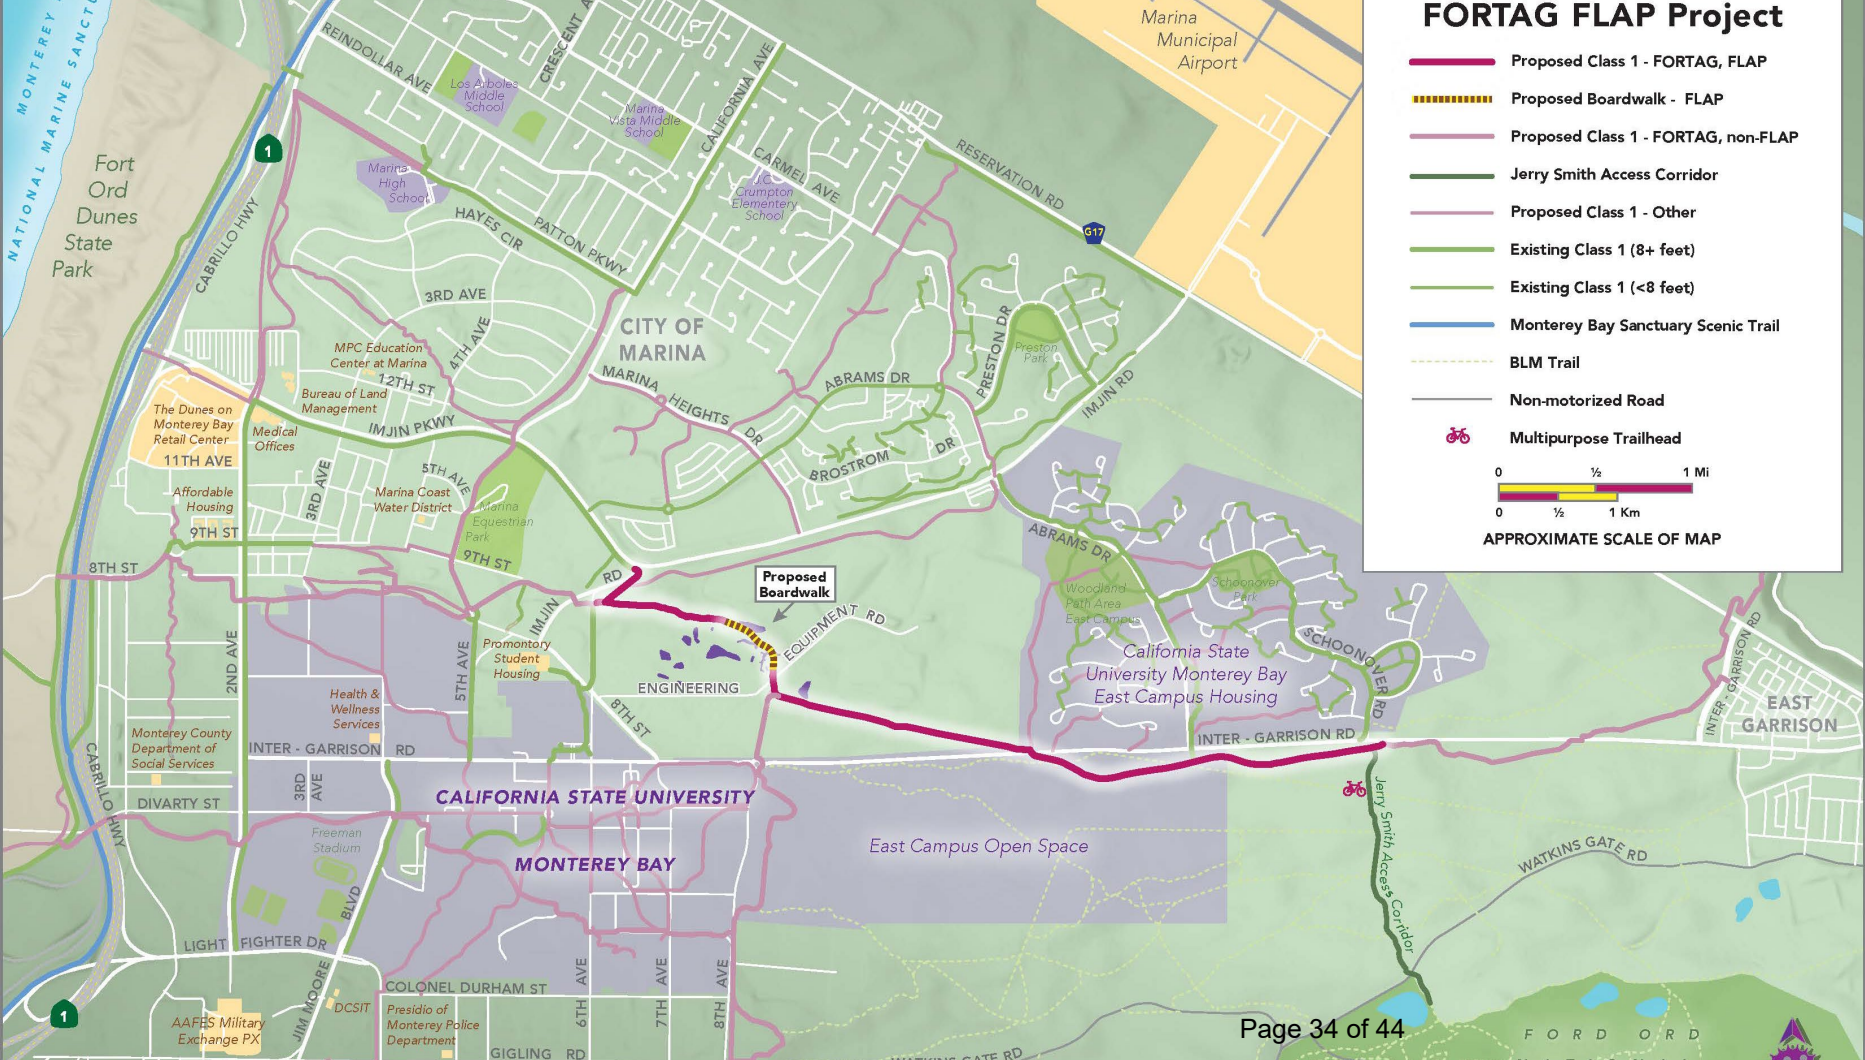 FORTAG FLAP Project
Proposed Class 1 - FORTAG, FLAP
Proposed Boardwalk - FLAP
Proposed Class 1 - FORTAG, non-FLAP
Jerry Smith Access Corridor
Proposed Class 1 - Other
Existing Class 1 (8+ feet)
Existing Class 1 (<8 feet)
Monterey Bay Sanctuary Scenic Trail
BLM Trail
Non-motorized Road
Multipurpose Trailhead
0 ½ 1 Mi
0 ½ 1 Km
APPROXIMATE SCALE OF MAP
MONTEREY
NATIONAL MARINE
Fort
Ord
Dunes
State
Park
1
CABRILLO HWY
REINDOLLAR AVE
CRESCENT
Los Arboles
Middle
School
Marina
Vista Middle
School
CALIFORNIA AVE
CARMEL AVE
J.C.
Crumpton
Elementery
School
Marina
Municipal
Airport
RESERVATION RD
G17
Marina
High
School
HAYES CIR
PATTON PKWY
3RD AVE
4TH AVE
CITY OF
MARINA
MPC Education
Center at Marina
12TH ST
Bureau of Land
Management
IMJIN PKWY
MARINA
HEIGHTS
DR
ABRAMS DR
PRESTON DR
Preston
Park
IMJIN RD
BROSTROM
DR
The Dunes on
Monterey Bay
Retail Center
Medical
Offices
11TH AVE
Affordable
Housing
3RD AVE
5TH AVE
Marina Coast
Water District
Marina
Equestrian
Park
9TH ST
9TH ST
8TH ST
IMJIN
RD
Proposed
Boardwalk
EQUIPMENT RD
ABRAMS DR
Woodland
Path Area
East Campus
Schoonover
Park
SCHOONOVER RD
California State
University Monterey Bay
East Campus Housing
2ND AVE
5TH AVE
Promontory
Student
Housing
ENGINEERING
8TH ST
Health &
Wellness
Services
Monterey County
Department of
Social Services
INTER - GARRISON RD
INTER - GARRISON RD
INTER - GARRISON RD
EAST
GARRISON
CABRILLO HWY
3RD
AVE
DIVARTY ST
CALIFORNIA STATE UNIVERSITY
MONTEREY BAY
East Campus Open Space
Freeman
Stadium
Jerry Smith Access Corridor
WATKINS GATE RD
LIGHT FIGHTER DR
BLVD
JIM MOORE
COLONEL DURHAM ST
6TH AVE
7TH AVE
8TH AVE
1
AAFES Military
Exchange PX
DCSIT
Presidio of
Monterey Police
Department
GIGLING RD
Page 34 of 44
FORD ORD